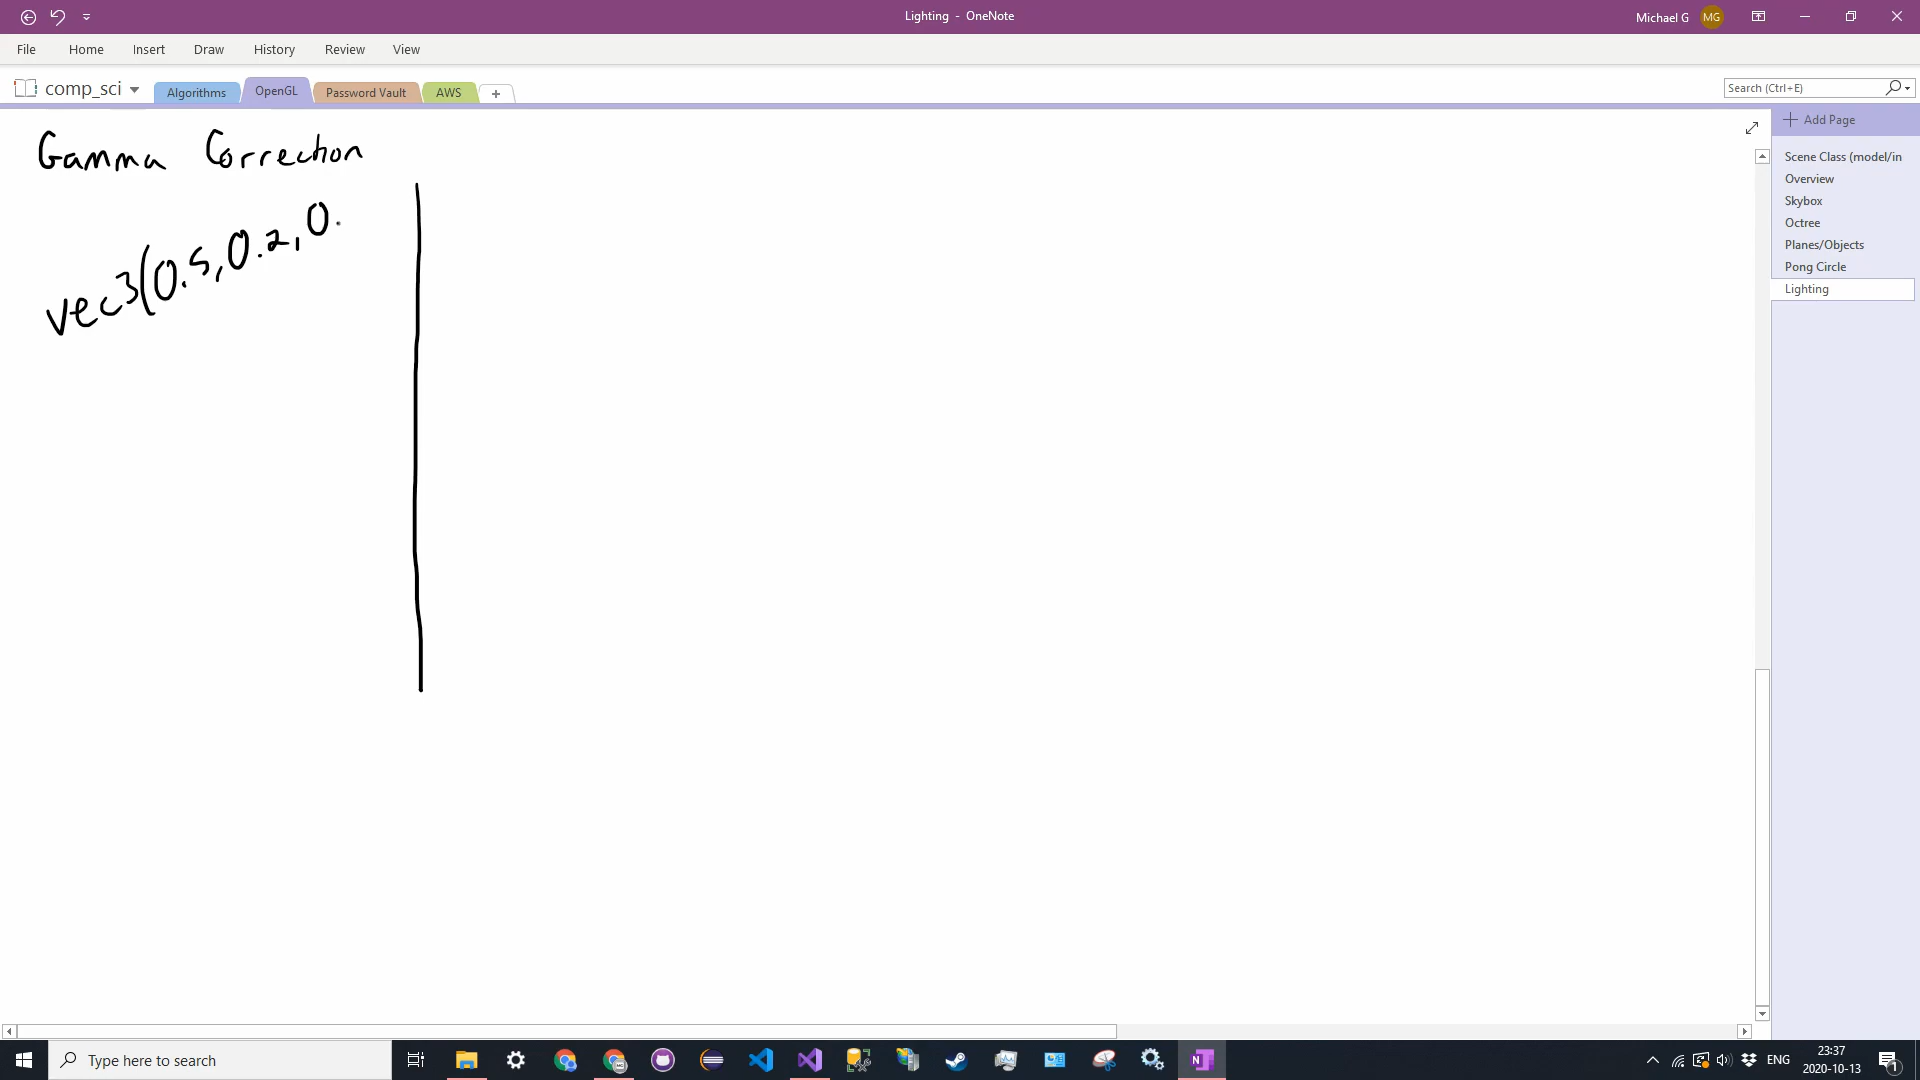 Lighting - OneNote
Michael G MG
File Home Insert Draw History Review View
comp_sci Algorithms OpenGL Password Vault AWS +
Search (Ctrl+E)
Gamma Correction
vec3(0.5, 0.2, 0.
Add Page
Scene Class (model/in
Overview
Skybox
Octree
Planes/Objects
Pong Circle
Lighting
Type here to search
ENG
23:37
2020-10-13
1